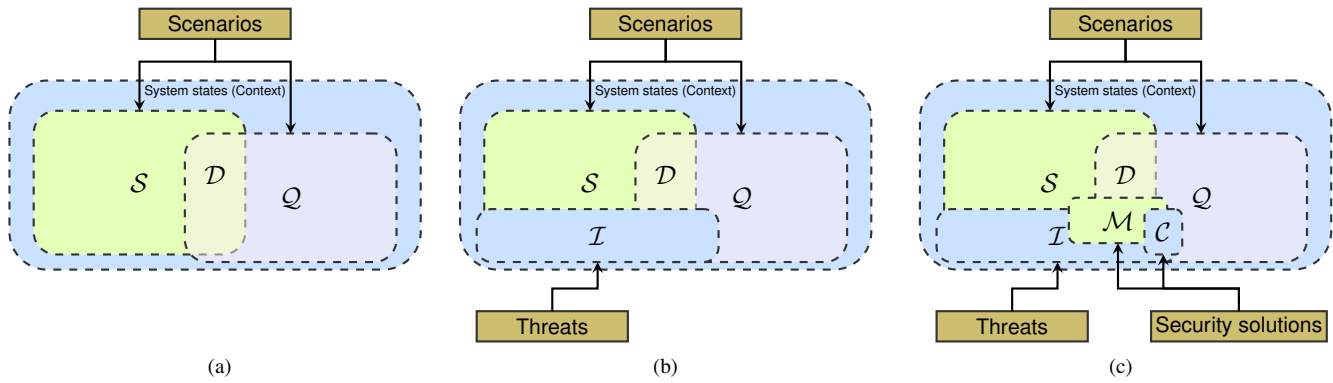 Scenarios
System states (Context)
𝒮
𝒟
𝒬
(a)
Scenarios
System states (Context)
𝒮
𝒟
𝒬
ℐ
Threats
(b)
Scenarios
System states (Context)
𝒮
𝒟
𝒬
ℐ
ℳ
𝒞
Threats
Security solutions
(c)